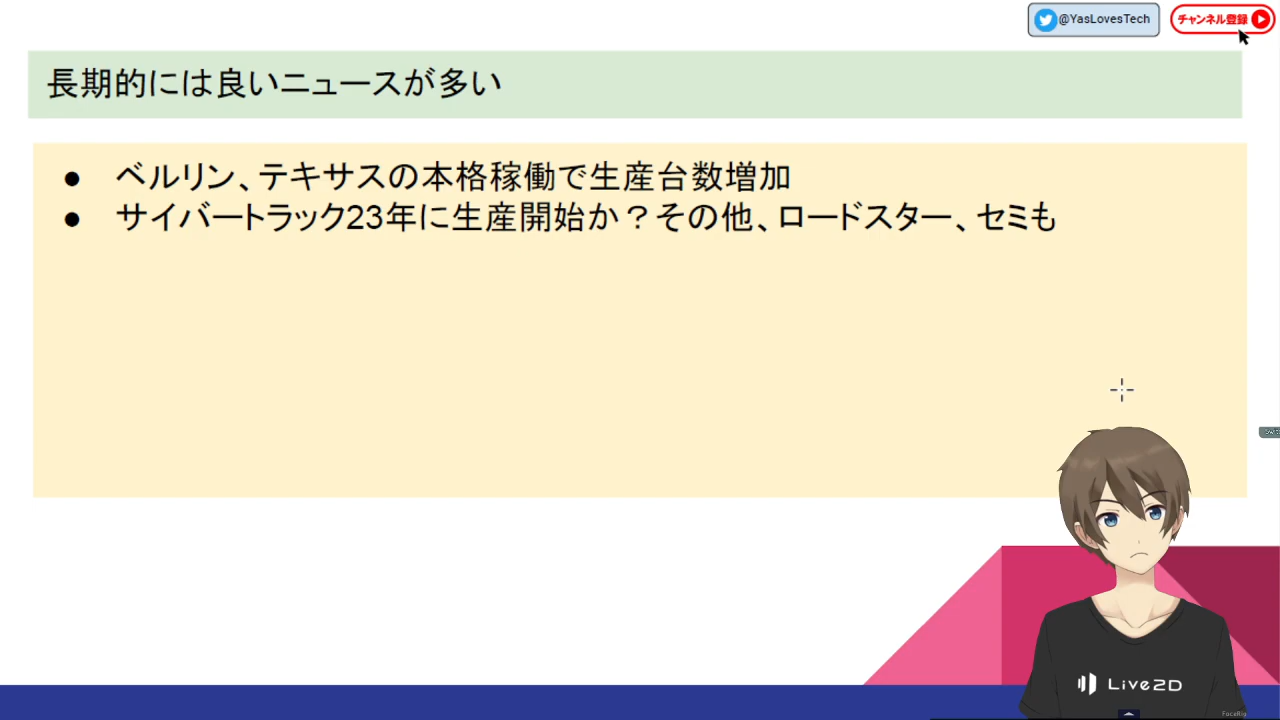 @YasLovesTech
チャンネル登録
長期的には良いニュースが多い
● ベルリン、テキサスの本格稼働で生産台数増加
● サイバートラック23年に生産開始か？その他、ロードスター、セミも
Live2D
FaceRig